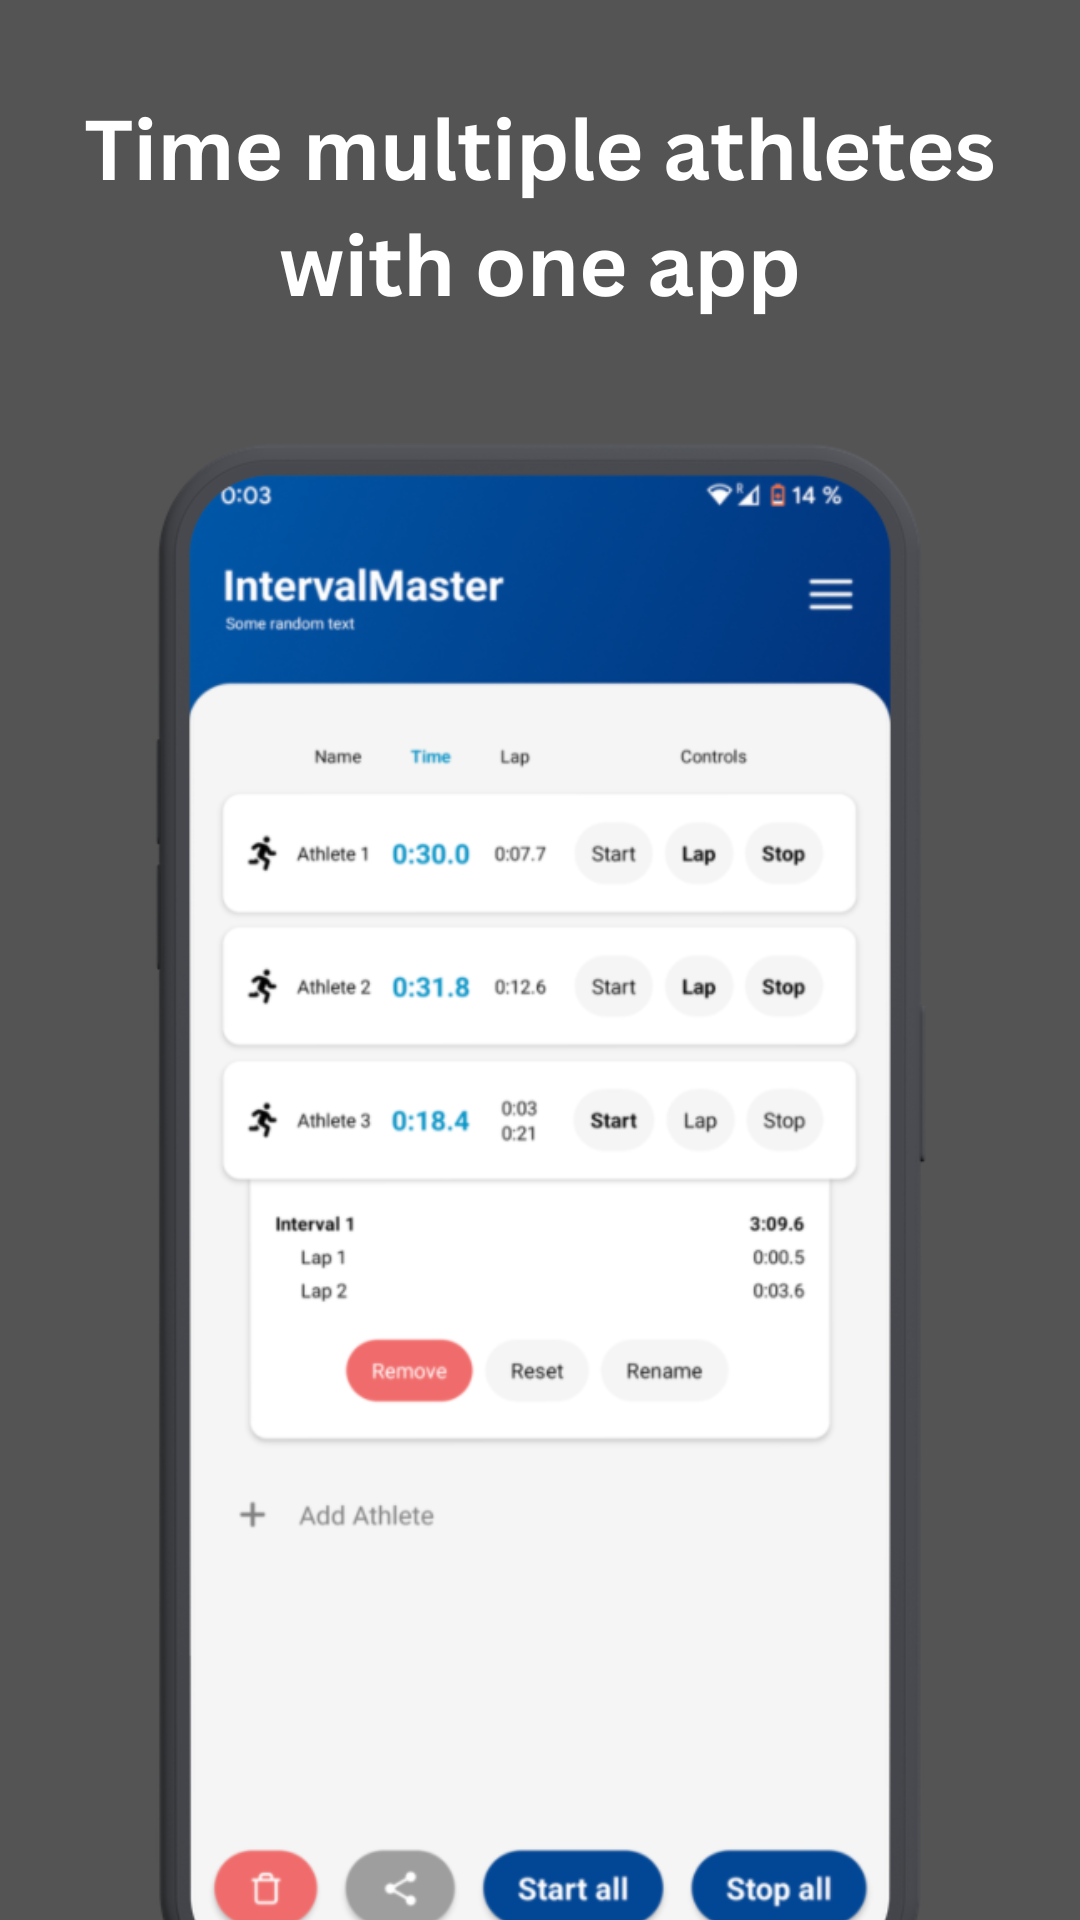 Time multiple athletes
with one app
0:03 R 14 %
IntervalMaster
Some random text
Name Time Lap Controls
Athlete 1 0:30.0 0:07.7 Start Lap Stop
Athlete 2 0:31.8 0:12.6 Start Lap Stop
Athlete 3 0:18.4 0:03 0:21 Start Lap Stop
Interval 1 3:09.6
Lap 1 0:00.5
Lap 2 0:03.6
Remove Reset Rename
+ Add Athlete
Start all Stop all